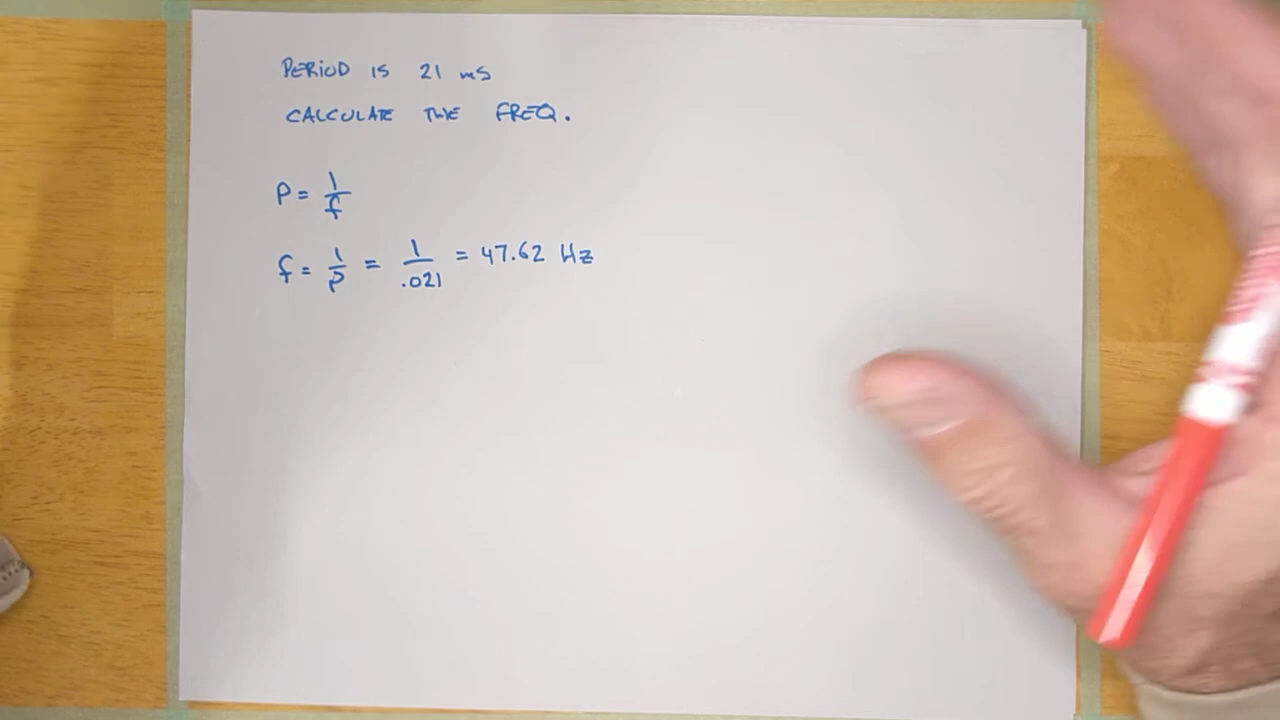 PERIOD IS 21 mS
CALCULATE THE FREQ.
P = 1/f
f = 1/P = 1/.021 = 47.62 Hz